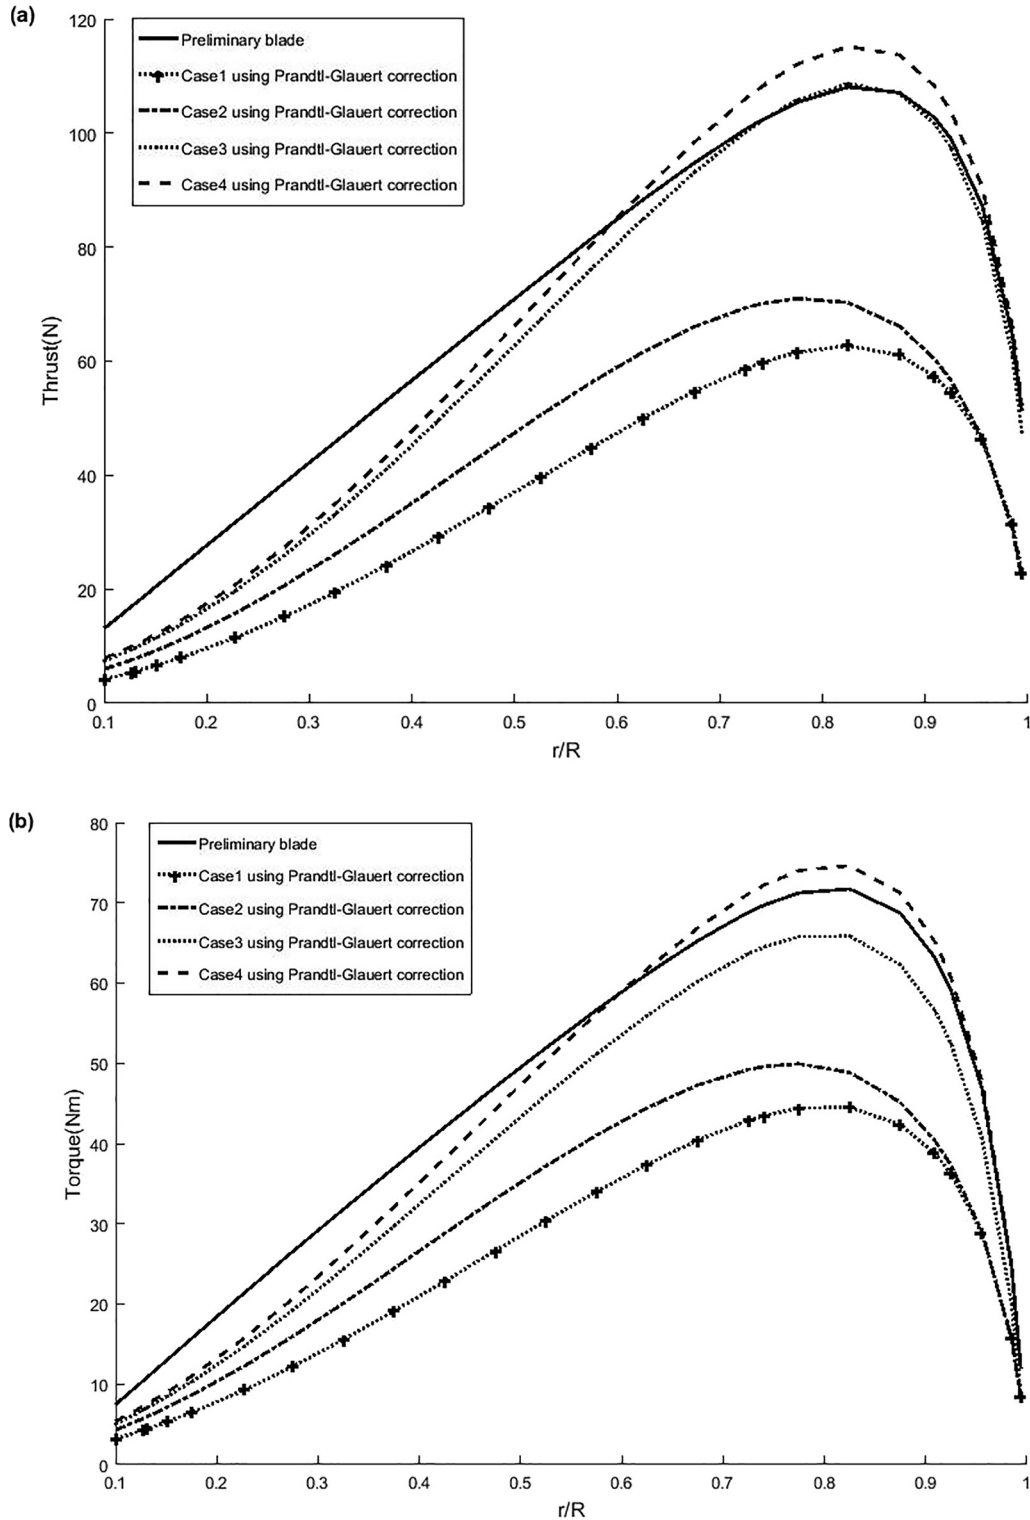 (a)
120
100
80
60
40
20
0
Thrust(N)
Preliminary blade
Case1 using Prandtl-Glauert correction
Case2 using Prandtl-Glauert correction
Case3 using Prandtl-Glauert correction
Case4 using Prandtl-Glauert correction
0.1 0.2 0.3 0.4 0.5 0.6 0.7 0.8 0.9 1
r/R
(b)
80
70
60
50
40
30
20
10
0
Torque(Nm)
Preliminary blade
Case1 using Prandtl-Glauert correction
Case2 using Prandtl-Glauert correction
Case3 using Prandtl-Glauert correction
Case4 using Prandtl-Glauert correction
0.1 0.2 0.3 0.4 0.5 0.6 0.7 0.8 0.9 1
r/R